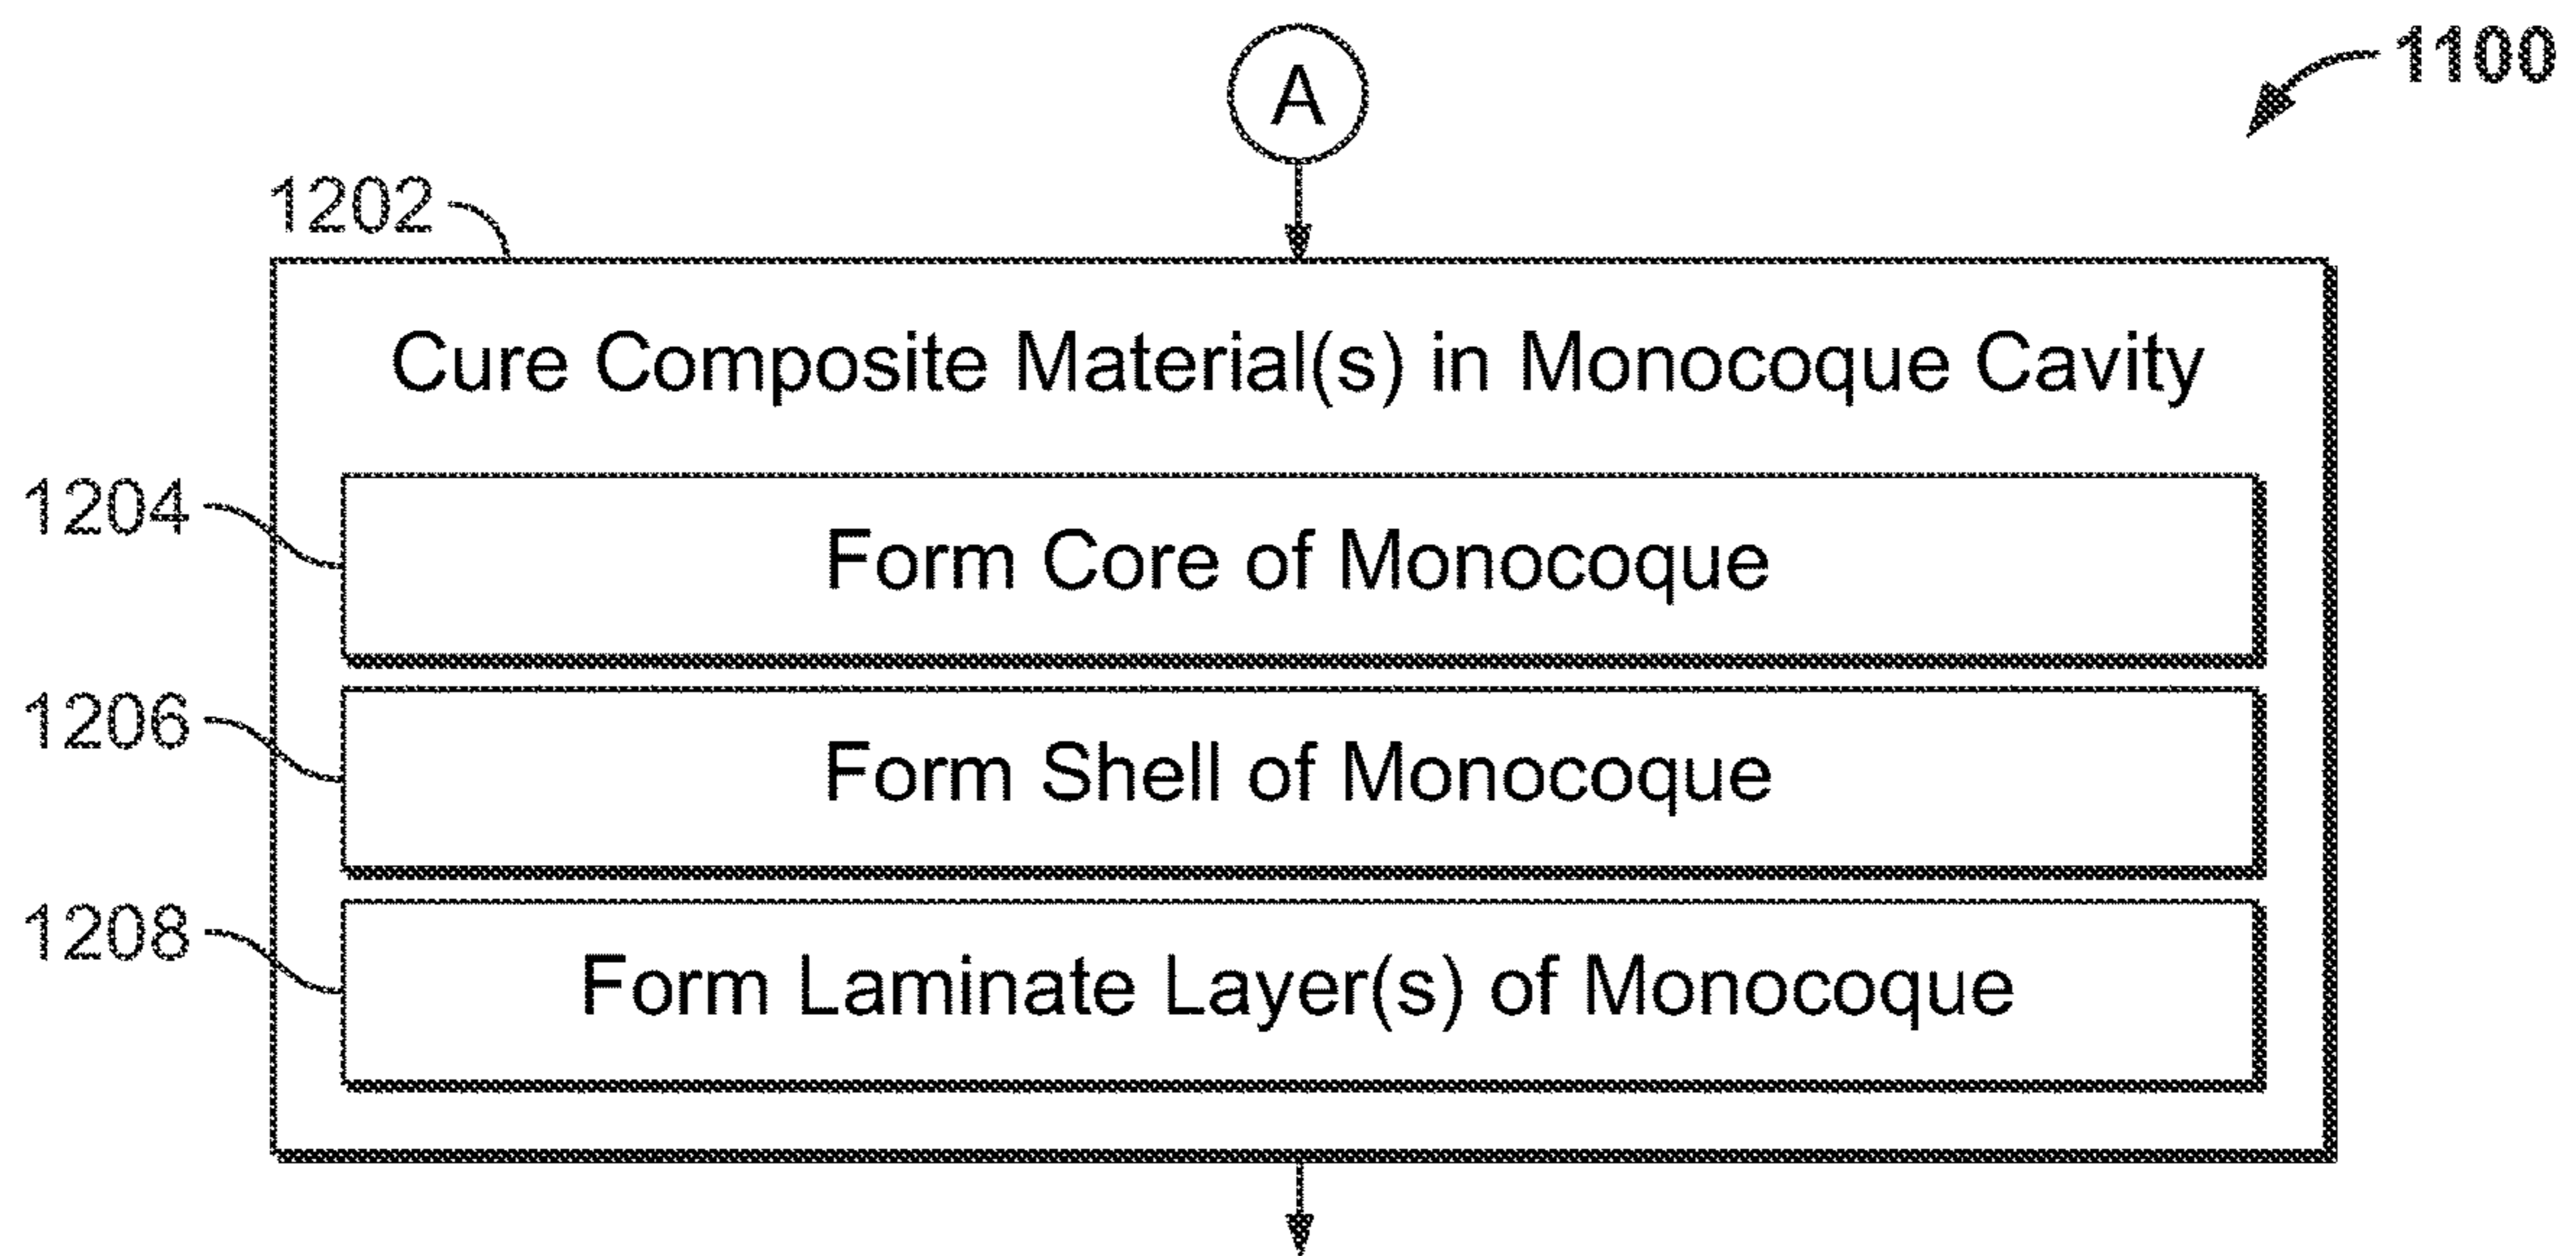 A
1100
1202
Cure Composite Material(s) in Monocoque Cavity
1204
Form Core of Monocoque
1206
Form Shell of Monocoque
1208
Form Laminate Layer(s) of Monocoque